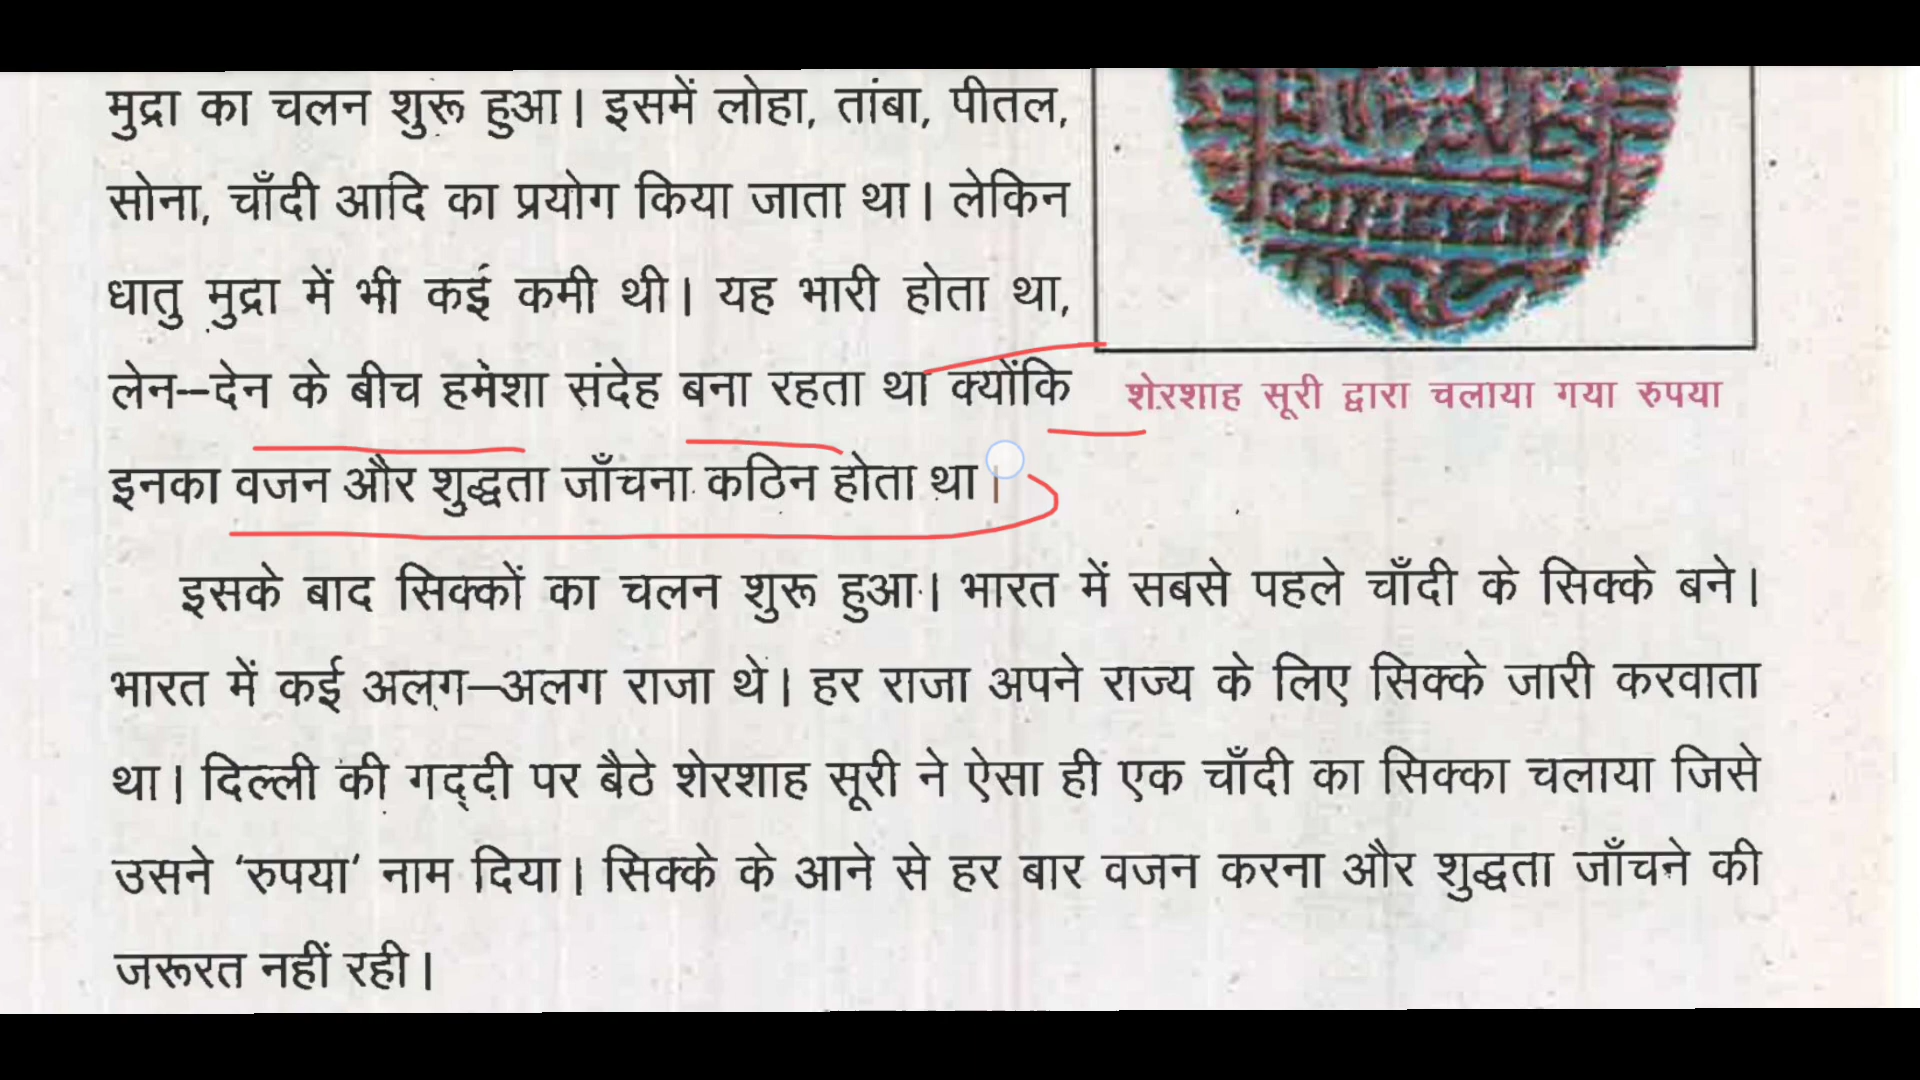 मुद्रा का चलन शुरू हुआ। इसमें लोहा, तांबा, पीतल,
सोना, चाँदी आदि का प्रयोग किया जाता था। लेकिन
धातु मुद्रा में भी कई कमी थी। यह भारी होता था,
लेन–देन के बीच हमेशा संदेह बना रहता था क्योंकि
इनका वजन और शुद्धता जाँचना कठिन होता था।
शेरशाह सूरी द्वारा चलाया गया रुपया
इसके बाद सिक्कों का चलन शुरू हुआ। भारत में सबसे पहले चाँदी के सिक्के बने।
भारत में कई अलग–अलग राजा थे। हर राजा अपने राज्य के लिए सिक्के जारी करवाता
था। दिल्ली की गद्‌दी पर बैठे शेरशाह सूरी ने ऐसा ही एक चाँदी का सिक्का चलाया जिसे
उसने ‘रुपया’ नाम दिया। सिक्के के आने से हर बार वजन करना और शुद्धता जाँचने की
जरूरत नहीं रही।